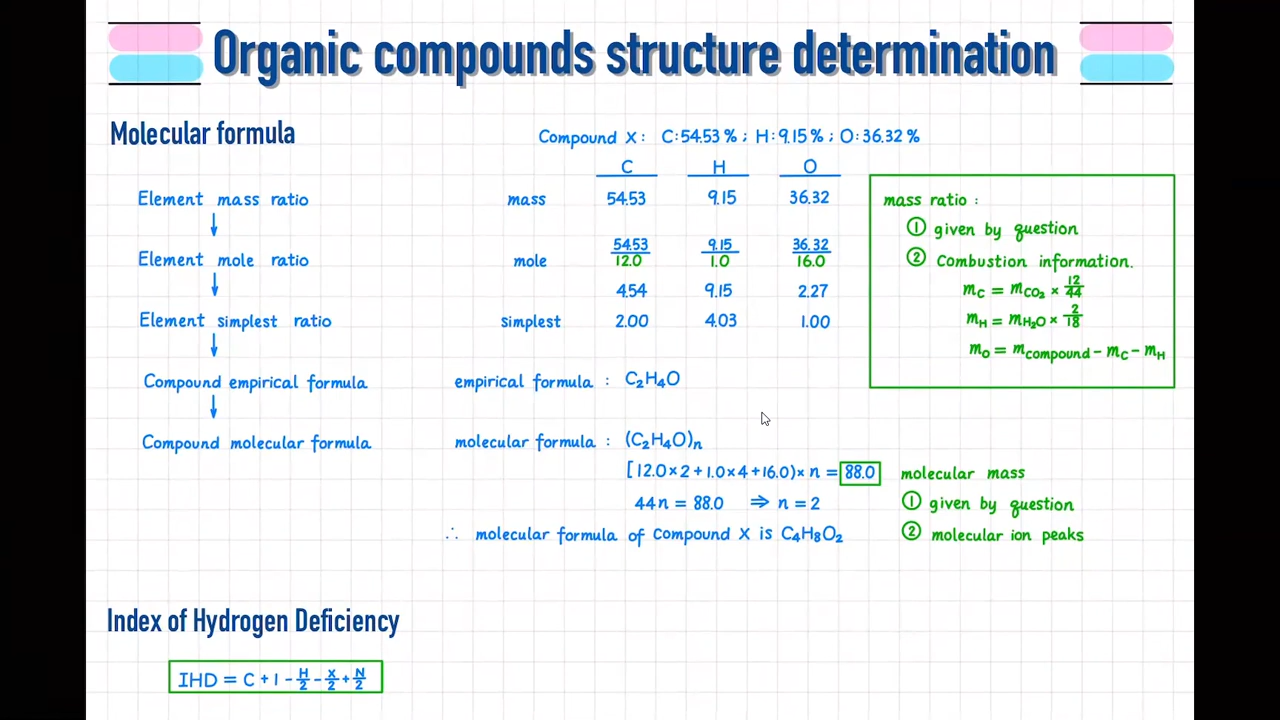 Organic compounds structure determination
Molecular formula
Compound X: C:54.53%; H:9.15%; O:36.32%
C H O
Element mass ratio
mass 54.53 9.15 36.32
↓
Element mole ratio
mole 54.53/12.0 9.15/1.0 36.32/16.0
↓
4.54 9.15 2.27
Element simplest ratio
simplest 2.00 4.03 1.00
↓
Compound empirical formula
empirical formula : C₂H₄O
↓
Compound molecular formula
molecular formula : (C₂H₄O)n
[12.0×2+1.0×4+16.0)×n = 88.0 molecular mass
44n = 88.0 ⇒ n = 2
① given by question
∴ molecular formula of Compound X is C₄H₈O₂
② molecular ion peaks
mass ratio :
① given by question
② Combustion information.
mC = mCO₂ × 12/44
mH = mH₂O × 2/18
mO = mcompound − mC − mH
Index of Hydrogen Deficiency
IHD = C + 1 − H/2 − X/2 + N/2